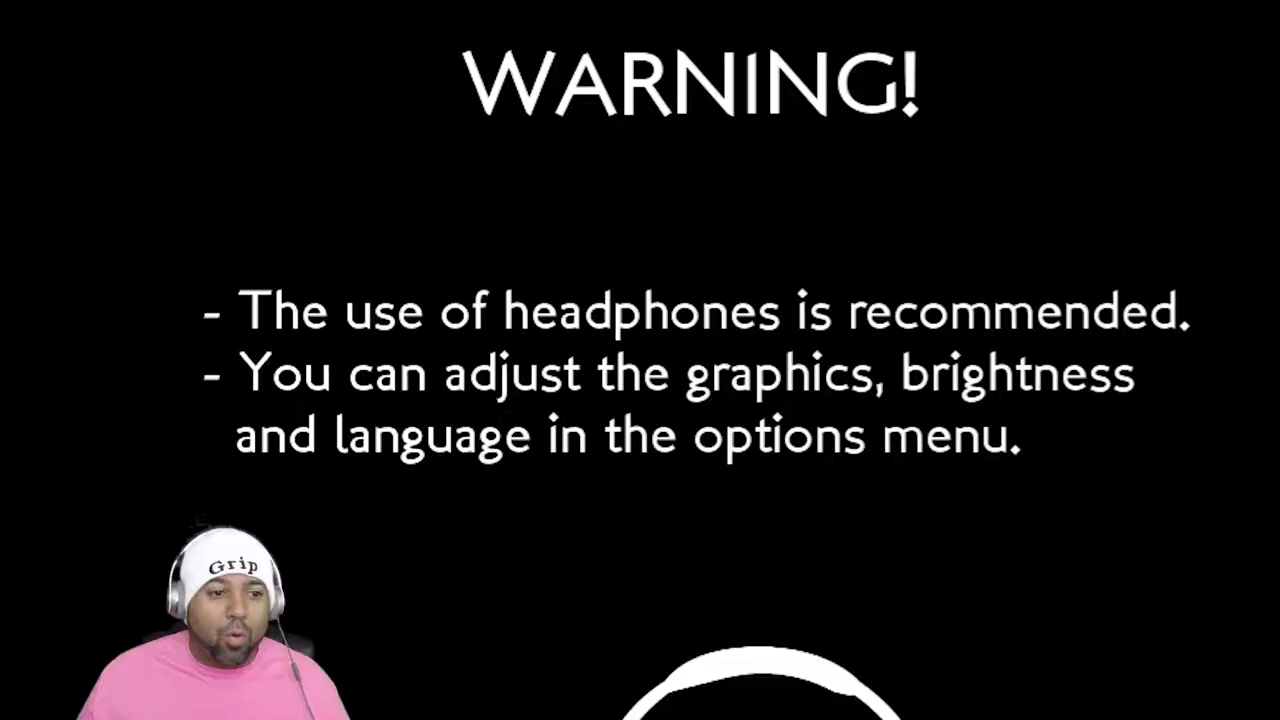 WARNING!
- The use of headphones is recommended.
- You can adjust the graphics, brightness
and language in the options menu.
Grip